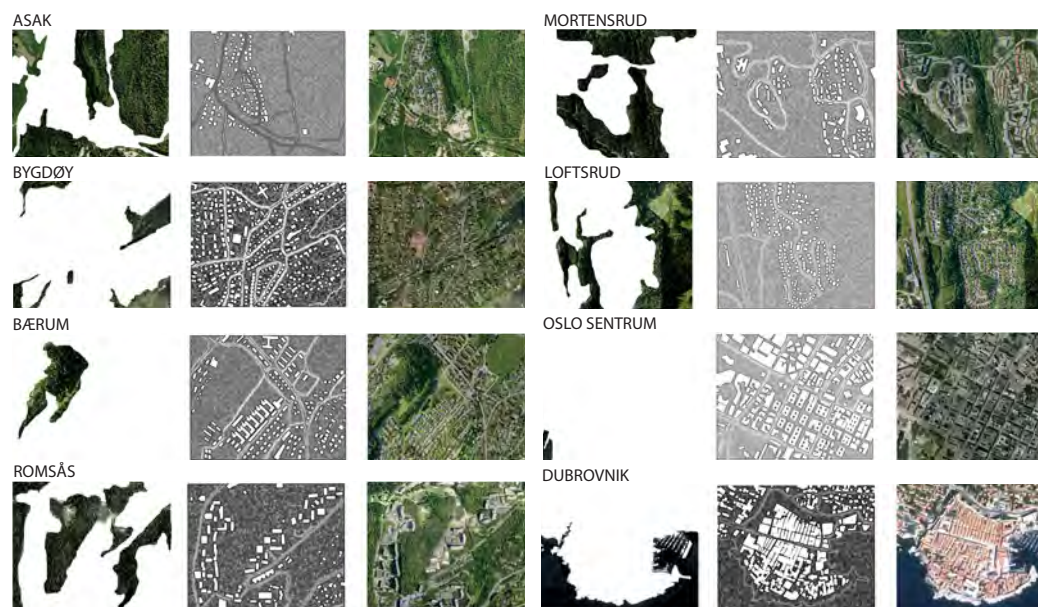 ASAK
MORTENSRUD
BYGDØY
LOFTSRUD
BÆRUM
OSLO SENTRUM
ROMSÅS
DUBROVNIK